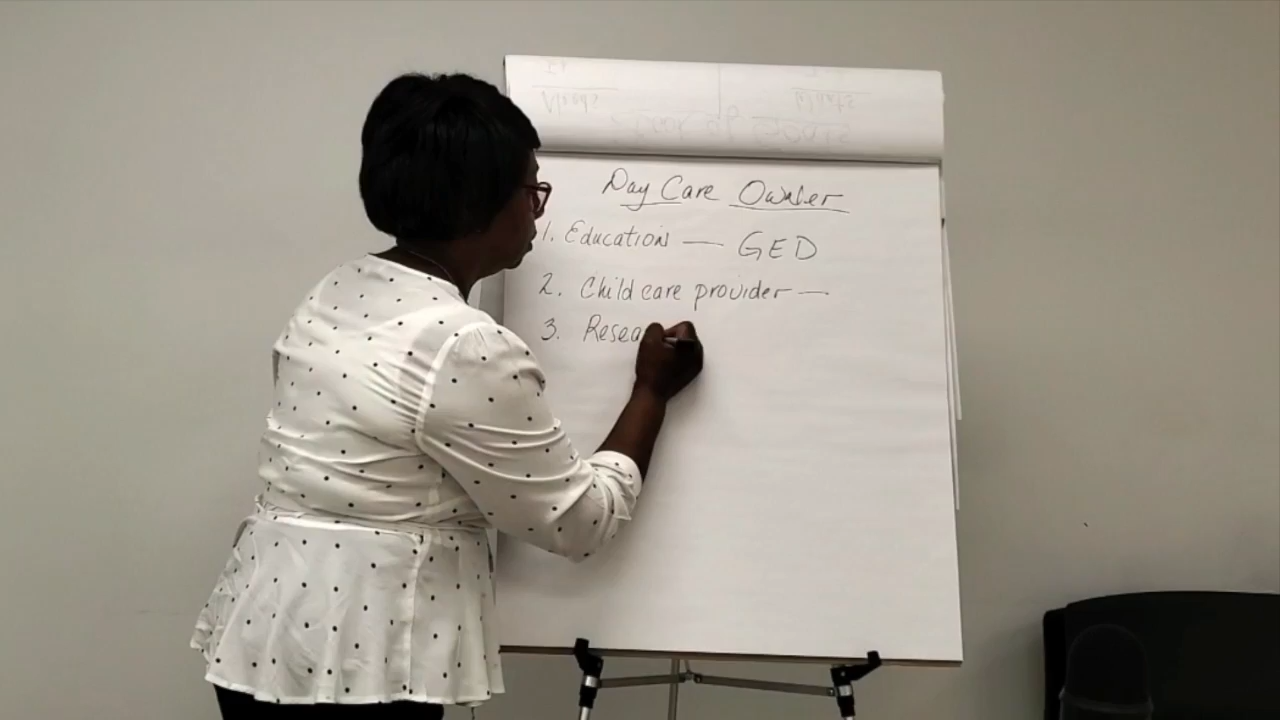 Day Care Owner
1. Education — GED
2. Child care provider —
3. Resea